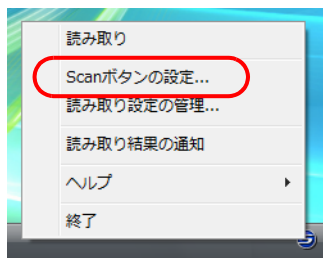 読み取り
Scanボタンの設定...
読み取り設定の管理...
読み取り結果の通知
ヘルプ
終了